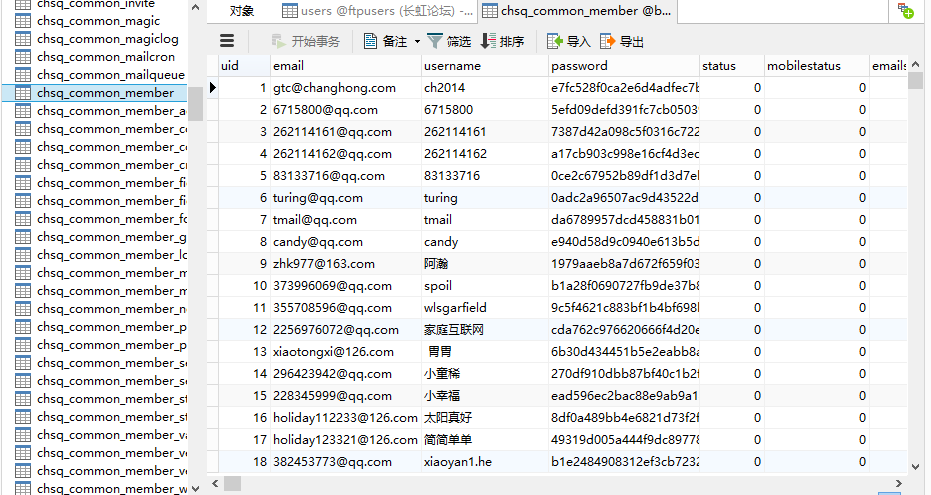 chsq_common_invite
chsq_common_magic
chsq_common_magiclog
chsq_common_mailcron
chsq_common_mailqueue
chsq_common_member
chsq_common_member_a
chsq_common_member_c
chsq_common_member_c
chsq_common_member_cr
chsq_common_member_fi
chsq_common_member_fi
chsq_common_member_fo
chsq_common_member_g
chsq_common_member_lo
chsq_common_member_m
chsq_common_member_m
chsq_common_member_n
chsq_common_member_p
chsq_common_member_p
chsq_common_member_s
chsq_common_member_s
chsq_common_member_st
chsq_common_member_st
chsq_common_member_va
chsq_common_member_v
chsq_common_member_v
chsq_common_member_w
对象 users @ftpusers (长虹论坛) -... chsq_common_member @b...
开始事务 备注 筛选 排序 导入 导出
uid email username password status mobilestatus emails
1 gtc@changhong.com ch2014 e7fc528f0ca2e6d4adfec7b 0 0
2 6715800@qq.com 6715800 5efd09defd391fc7cb0503 0 0
3 262114161@qq.com 262114161 7387d42a098c5f0316c722 0 0
4 262114162@qq.com 262114162 a17cb903c998e16cf4d3ec 0 0
5 83133716@qq.com 83133716 0ce2c67952b89df1d3d7e 0 0
6 turing@qq.com turing 0adc2a96507ac9d43522d 0 0
7 tmail@qq.com tmail da6789957dcd458831b01 0 0
8 candy@qq.com candy e940d58d9c0940e613b5d 0 0
9 zhk977@163.com 阿瀚 1979aaeb8a7d672f659f03 0 0
10 373996069@qq.com spoil b1a28f0690727fb9de37b8 0 0
11 355708596@qq.com wlsgarfield 9c5f4621c883bf1b4bf698 0 0
12 2256976072@qq.com 家庭互联网 cda762c976620666f4d20e 0 0
13 xiaotongxi@126.com 胃胃 6b30d434451b5e2eabb8a 0 0
14 296423942@qq.com 小童稀 270df910dbb87bf40c1b2 0 0
15 228345999@qq.com 小幸福 ead596ec2bac88e9ab9a1 0 0
16 holiday112233@126.com 太阳真好 8df0a489bb4e6821d73f2f 0 0
17 holiday123321@126.com 简简单单 49319d005a444f9dc89778 0 0
18 382453773@qq.com xiaoyan1.he b1e2484908312ef3cb7232 0 0